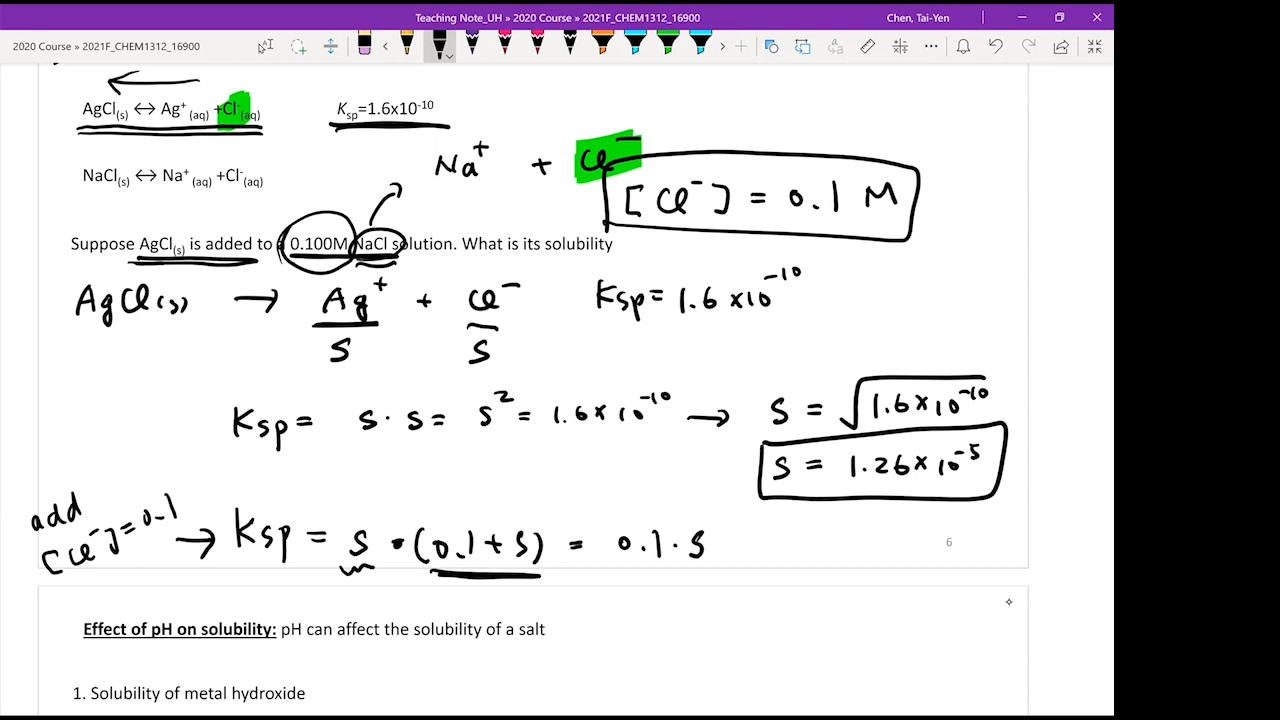 Teaching Note_UH » 2020 Course » 2021F_CHEM1312_16900
Chen, Tai-Yen
2020 Course » 2021F_CHEM1312_16900
AgCl(s) ↔ Ag⁺ (aq) +Cl⁻(aq) Ksp=1.6x10⁻¹⁰
Na⁺ + Cl⁻
NaCl(s) ↔ Na⁺ (aq) +Cl⁻(aq)
[Cl⁻] = 0.1 M
Suppose AgCl(s) is added to a 0.100M NaCl solution. What is its solubility
AgCl(s) → Ag⁺ + Cl⁻ Ksp = 1.6 x10⁻¹⁰
S S
Ksp = S · S = S² = 1.6 x 10⁻¹⁰ → S = √1.6 x 10⁻¹⁰
S = 1.26 x 10⁻⁵
add
[Cl⁻] = 0.1 → Ksp = S · (0.1 + S) = 0.1 · S
6
Effect of pH on solubility: pH can affect the solubility of a salt
1. Solubility of metal hydroxide